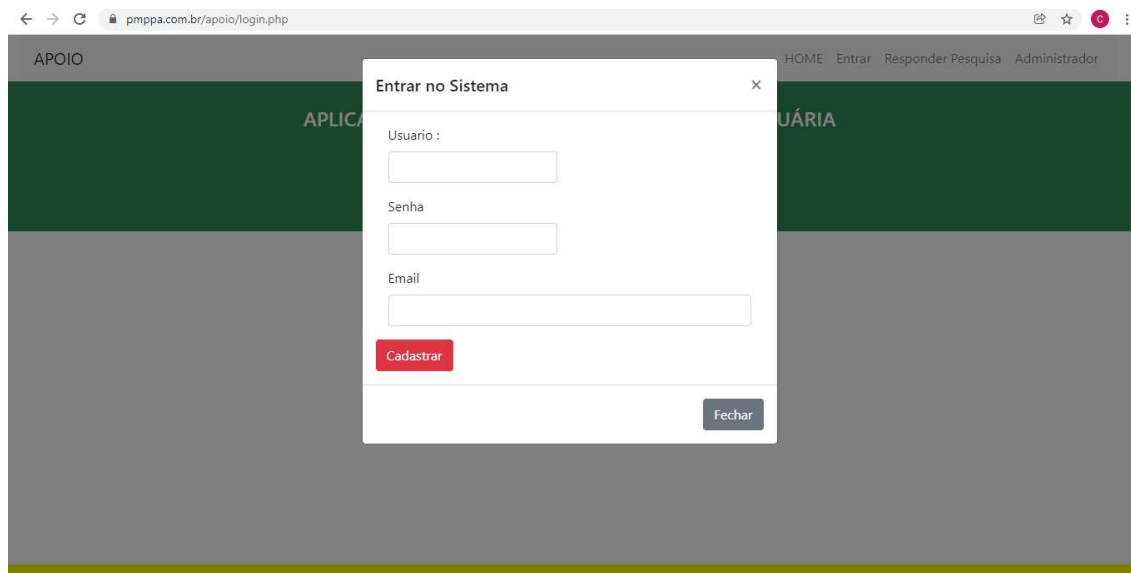 pmppa.com.br/apoio/login.php
C
APOIO
HOME Entrar Responder Pesquisa Administrador
Entrar no Sistema ×
UÁRIA
Usuario :
Senha
Email
Cadastrar
Fechar